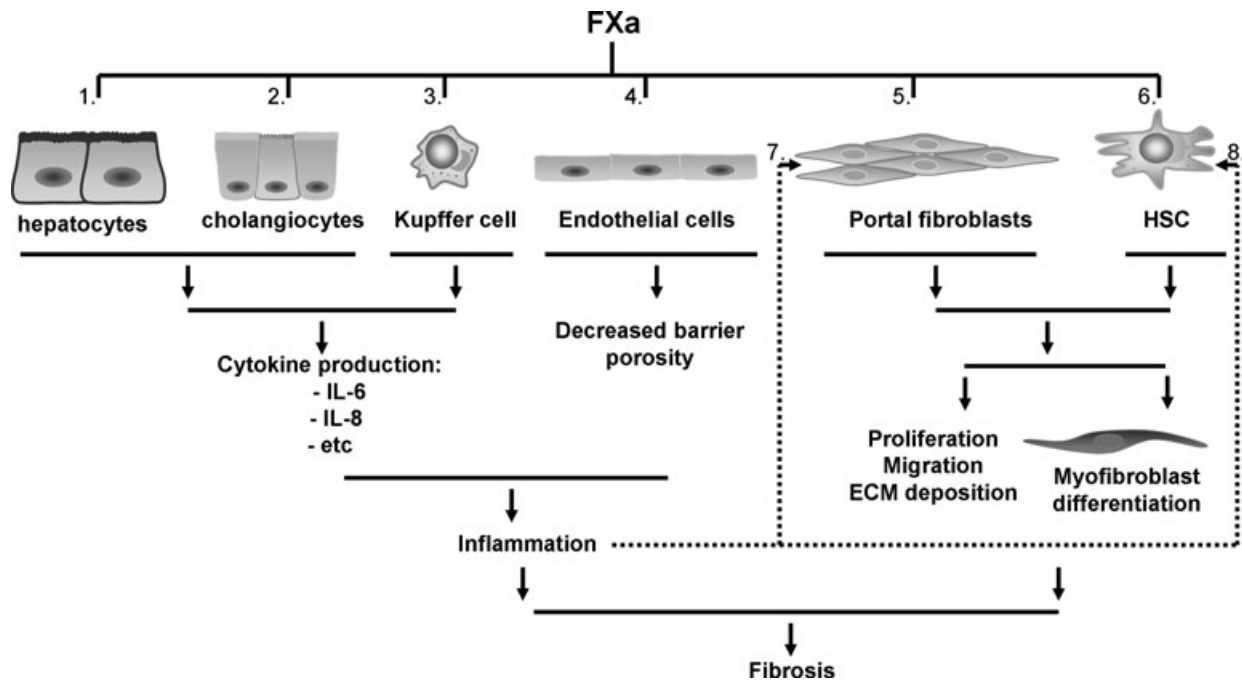 FXa
1.
2.
3.
4.
5.
6.
7.
8.
hepatocytes
cholangiocytes
Kupffer cell
Endothelial cells
Portal fibroblasts
HSC
Cytokine production:
- IL-6
- IL-8
- etc
Decreased barrier
porosity
Proliferation
Migration
ECM deposition
Myofibroblast
differentiation
Inflammation
Fibrosis